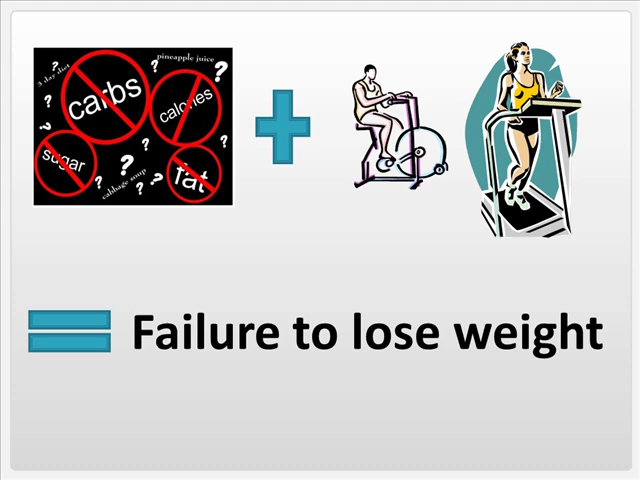 3 day diet
pineapple juice
carbs
calories
sugar
cabbage soup
fat
Failure to lose weight